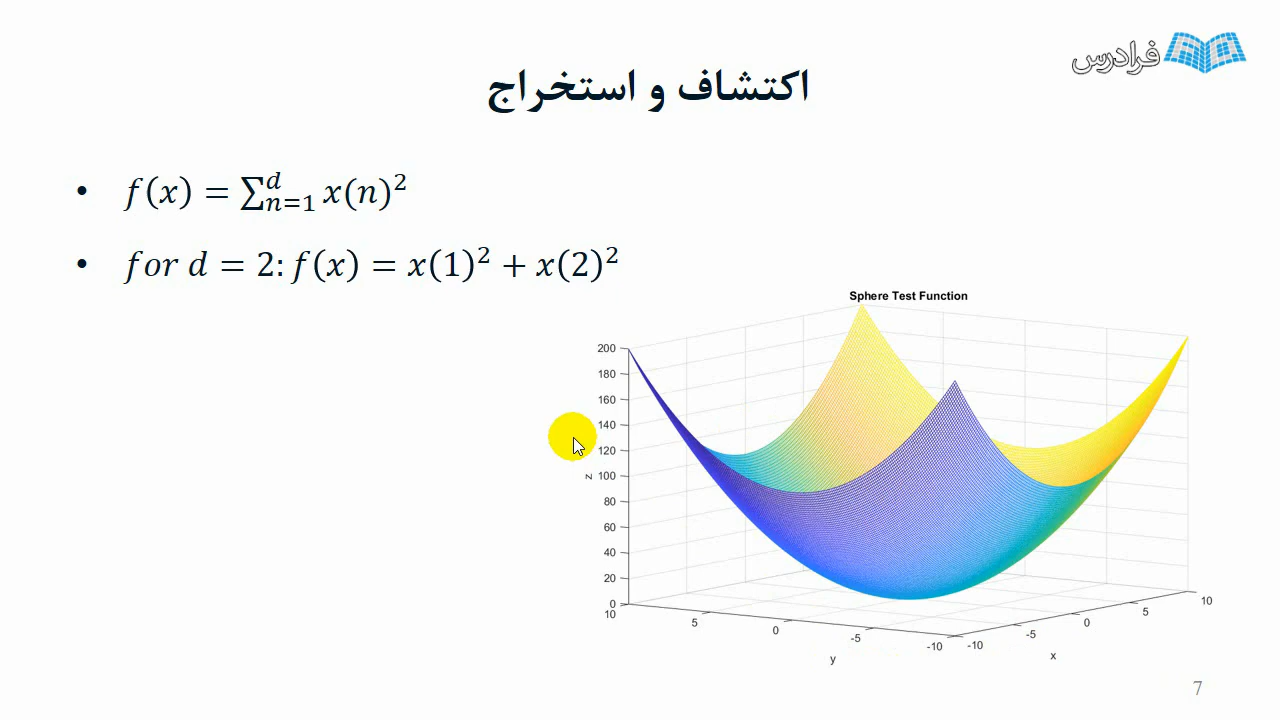 فرادرس
اکتشاف و استخراج
• f(x) = ∑ⁿ₌₁ᵈ x(n)²
• for d = 2: f(x) = x(1)² + x(2)²
Sphere Test Function
200
180
160
140
120
100
80
60
40
20
0
z
10
5
0
-5
-10
y
-10
-5
0
5
10
x
7